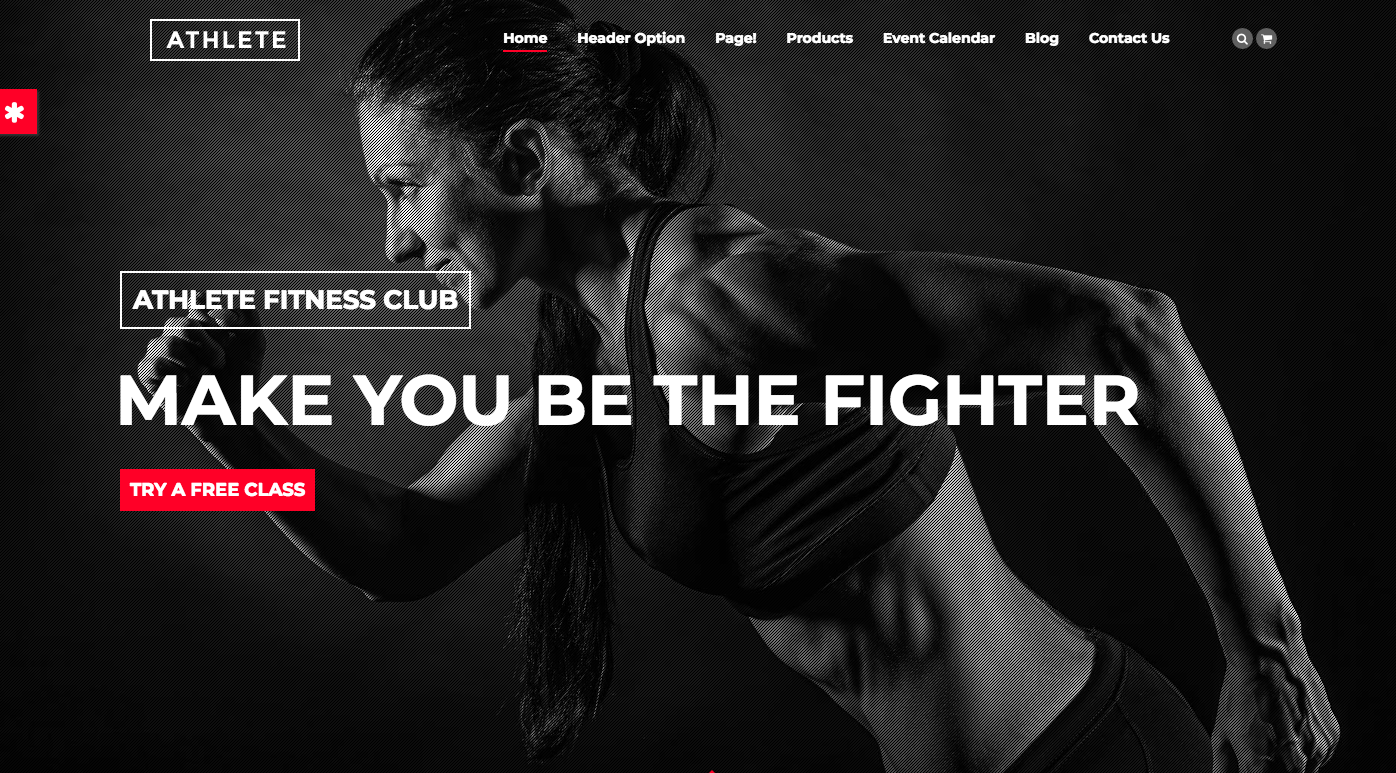 ATHLETE
Home Header Option Page! Products Event Calendar Blog Contact Us
ATHLETE FITNESS CLUB
MAKE YOU BE THE FIGHTER
TRY A FREE CLASS